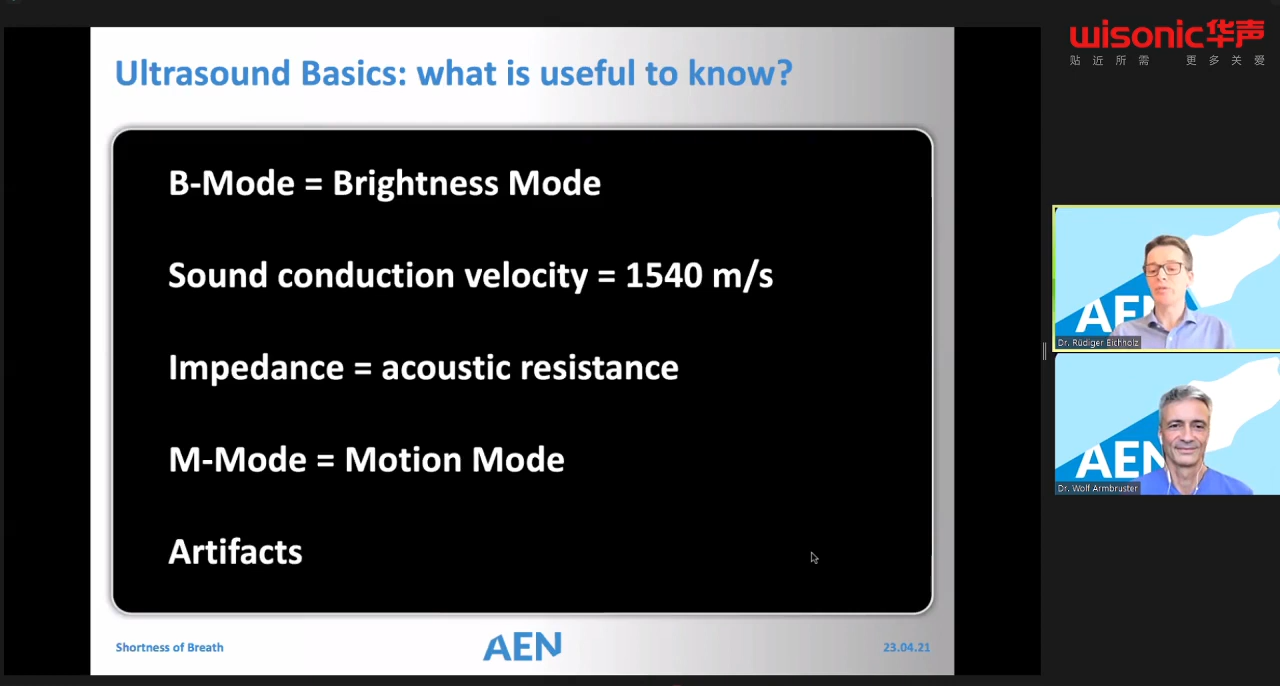 Ultrasound Basics: what is useful to know?
B-Mode = Brightness Mode
Sound conduction velocity = 1540 m/s
Impedance = acoustic resistance
M-Mode = Motion Mode
Artifacts
Shortness of Breath
AEN
23.04.21
wisonic华声
贴近所需 更多关爱
AEN
Dr. Rüdiger Eichholz
AEN
Dr. Wolf Armbruster